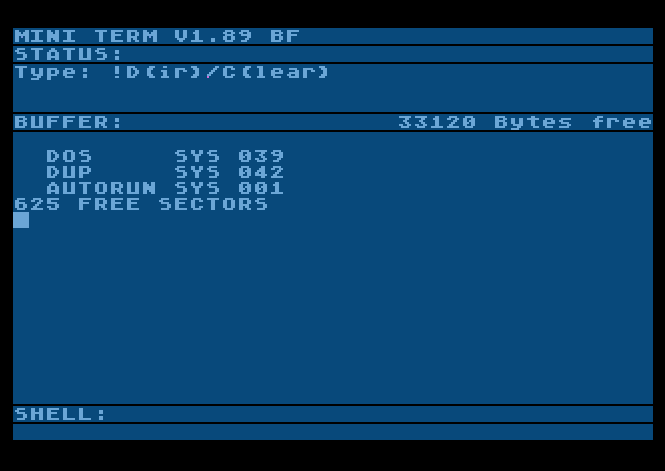 MINI TERM V1.89 BF
STATUS:
Type: !D(ir)/C(lear)
BUFFER: 33120 Bytes free
DOS SYS 039
DUP SYS 042
AUTORUN SYS 001
625 FREE SECTORS
SHELL: